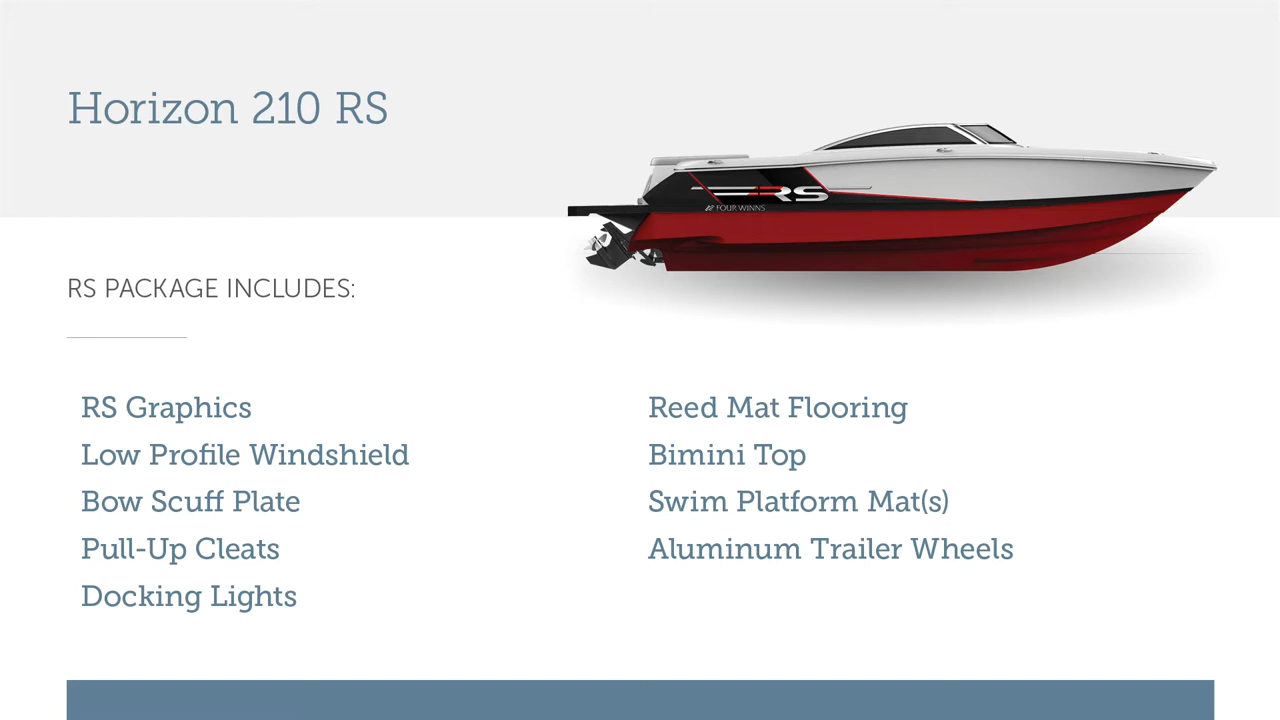 Horizon 210 RS
RS
FOUR WINNS
RS PACKAGE INCLUDES:
RS Graphics
Low Profile Windshield
Bow Scuff Plate
Pull-Up Cleats
Docking Lights
Reed Mat Flooring
Bimini Top
Swim Platform Mat(s)
Aluminum Trailer Wheels